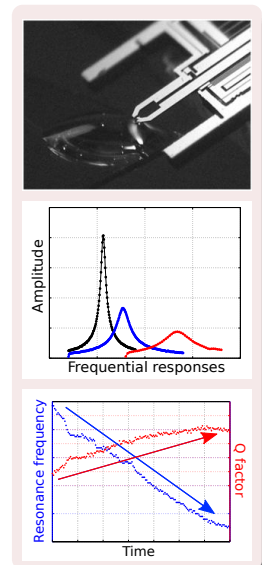 Amplitude
Frequential responses
Resonance frequency
Q factor
Time